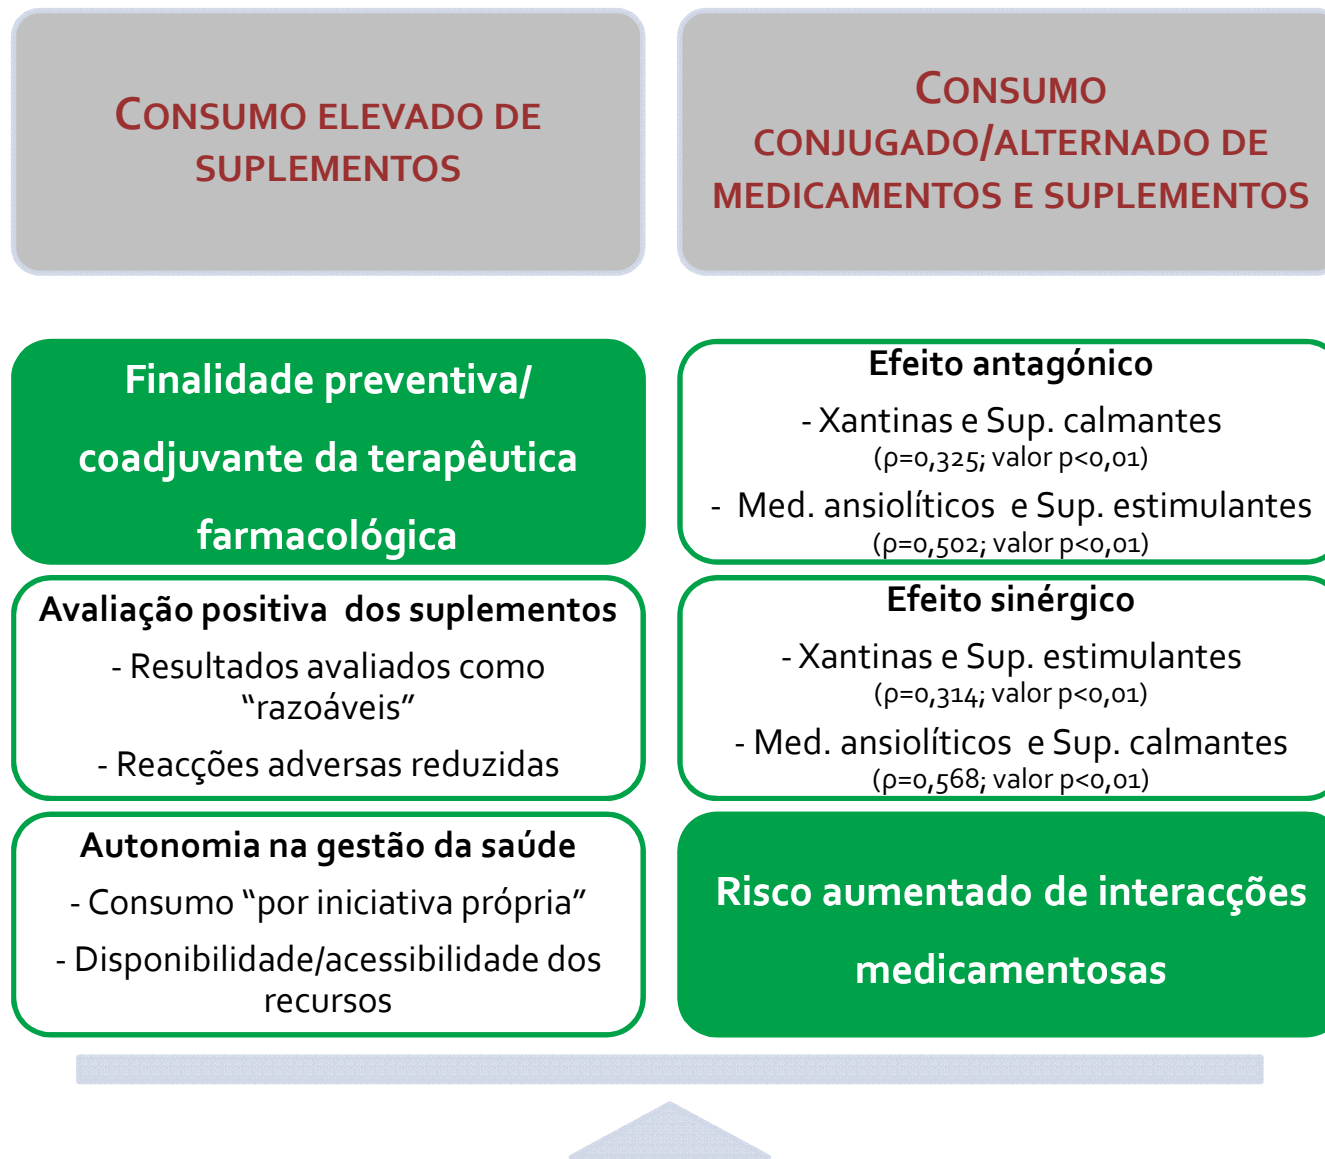 CONSUMO ELEVADO DE
SUPLEMENTOS
CONSUMO
CONJUGADO/ALTERNADO DE
MEDICAMENTOS E SUPLEMENTOS
Finalidade preventiva/
coadjuvante da terapêutica
farmacológica
Avaliação positiva dos suplementos
- Resultados avaliados como
“razoáveis”
- Reacções adversas reduzidas
Autonomia na gestão da saúde
- Consumo “por iniciativa própria”
- Disponibilidade/acessibilidade dos
recursos
Efeito antagónico
- Xantinas e Sup. calmantes
(ρ=0,325; valor p<0,01)
- Med. ansiolíticos e Sup. estimulantes
(ρ=0,502; valor p<0,01)
Efeito sinérgico
- Xantinas e Sup. estimulantes
(ρ=0,314; valor p<0,01)
- Med. ansiolíticos e Sup. calmantes
(ρ=0,568; valor p<0,01)
Risco aumentado de interacções
medicamentosas